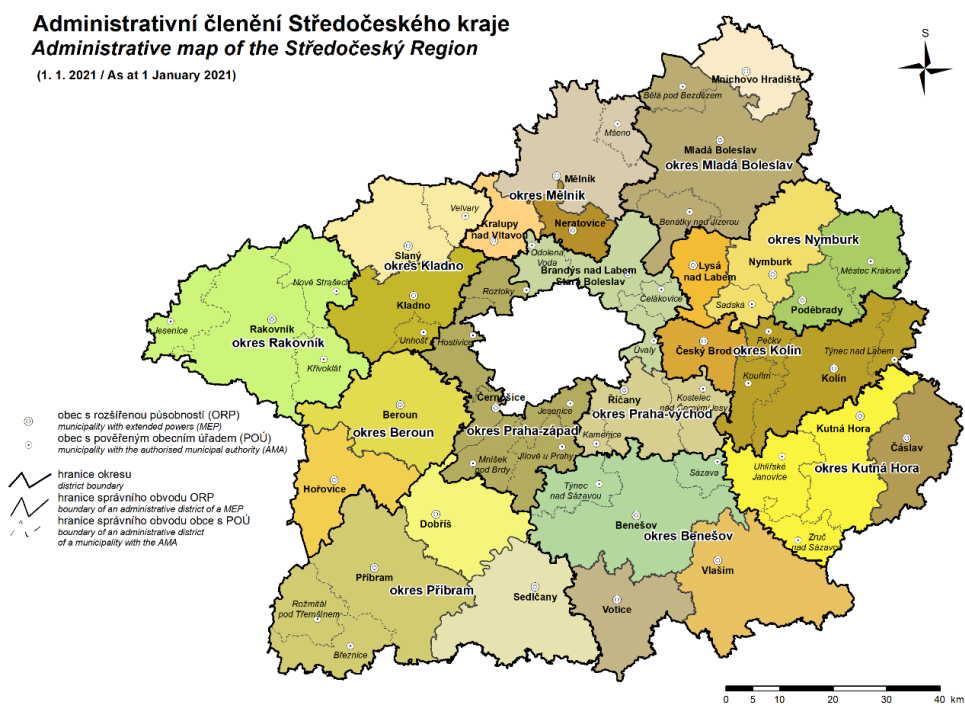 Administrativní členění Středočeského kraje
Administrative map of the Středočeský Region
(1. 1. 2021 / As at 1 January 2021)
S
Mnichovo Hradiště
Bělá pod Bezdězem
Mšeno
Mladá Boleslav
okres Mladá Boleslav
Mělník
okres Mělník
Velvary
Benátky nad Jizerou
Kralupy
nad Vltavou
Neratovice
Slaný
okres Kladno
Odolena
Voda
Brandýs nad Labem
Stará Boleslav
Lysá
nad Labem
okres Nymburk
Nymburk
Městec Králové
Nové Strašecí
Kladno
Roztoky
Čelákovice
Sadská
Poděbrady
Jesenice
Rakovník
okres Rakovník
Unhošť
Hostivice
Úvaly
Český Brod
Pečky
okres Kolín
Týnec nad Labem
Křivoklát
Kouřim
Kolín
Beroun
okres Beroun
Černošice
Jesenice
okres Praha-západ
Říčany
Kostelec
nad Černými lesy
okres Praha-východ
Kamenice
Kutná Hora
Čáslav
Mníšek
pod Brdy
Jílové u Prahy
Sázava
Uhlířské
Janovice
okres Kutná Hora
Hořovice
Týnec
nad Sázavou
Dobříš
Benešov
okres Benešov
Zruč
nad Sázavou
Příbram
okres Příbram
Sedlčany
Vlašim
Votice
Rožmitál
pod Třemšínem
Březnice
obec s rozšířenou působností (ORP)
municipality with extended powers (MEP)
obec s pověřeným obecním úřadem (POÚ)
municipality with the authorised municipal authority (AMA)
hranice okresu
district boundary
hranice správního obvodu ORP
boundary of an administrative district of a MEP
hranice správního obvodu obce s POÚ
boundary of an administrative district
of a municipality with the AMA
0 5 10 20 30 40 km